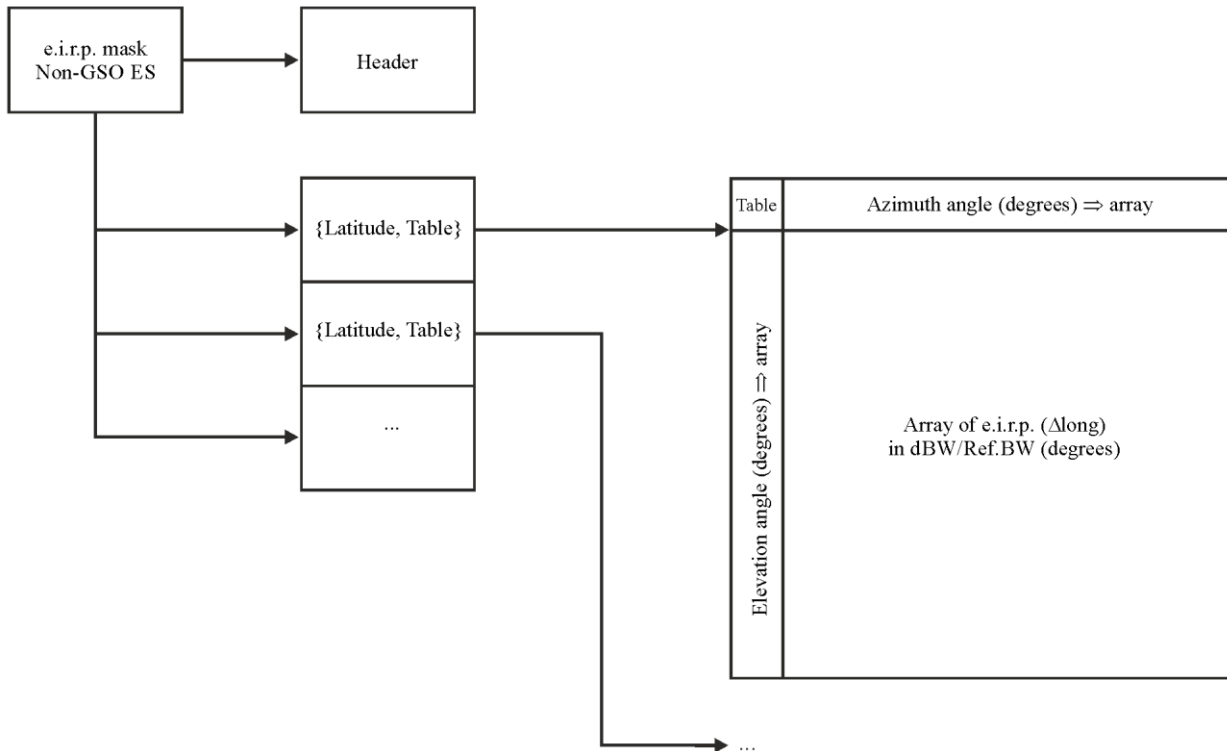 e.i.r.p. mask
Non-GSO ES
Header
{Latitude, Table}
{Latitude, Table}
...
Table
Azimuth angle (degrees) ⇒ array
Elevation angle (degrees) ⇒ array
Array of e.i.r.p. (Δlong)
in dBW/Ref.BW (degrees)
...